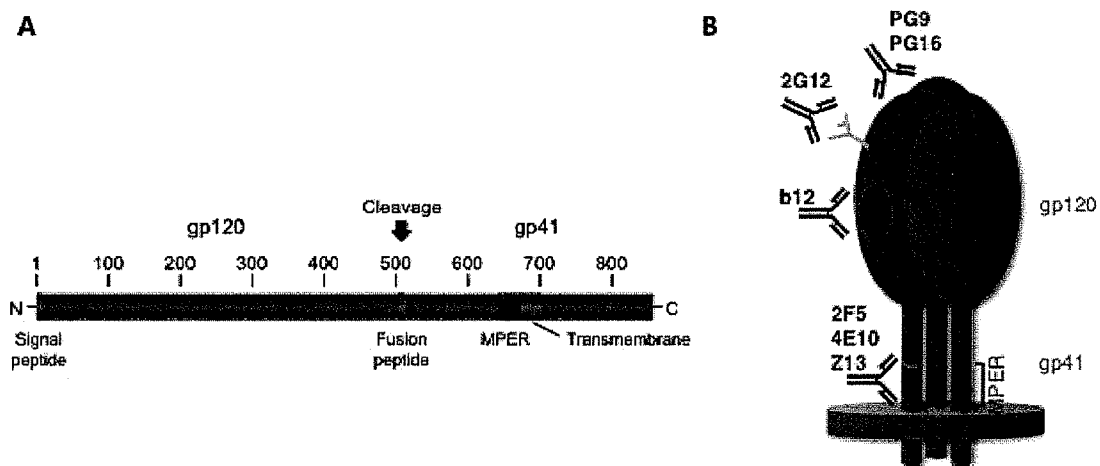 A
Cleavage
gp120
gp41
1 100 200 300 400 500 600 700 800
N
C
Signal
peptide
Fusion
peptide
MPER
Transmembrane
B
PG9
PG16
2G12
b12
gp120
2F5
4E10
Z13
MPER
gp41